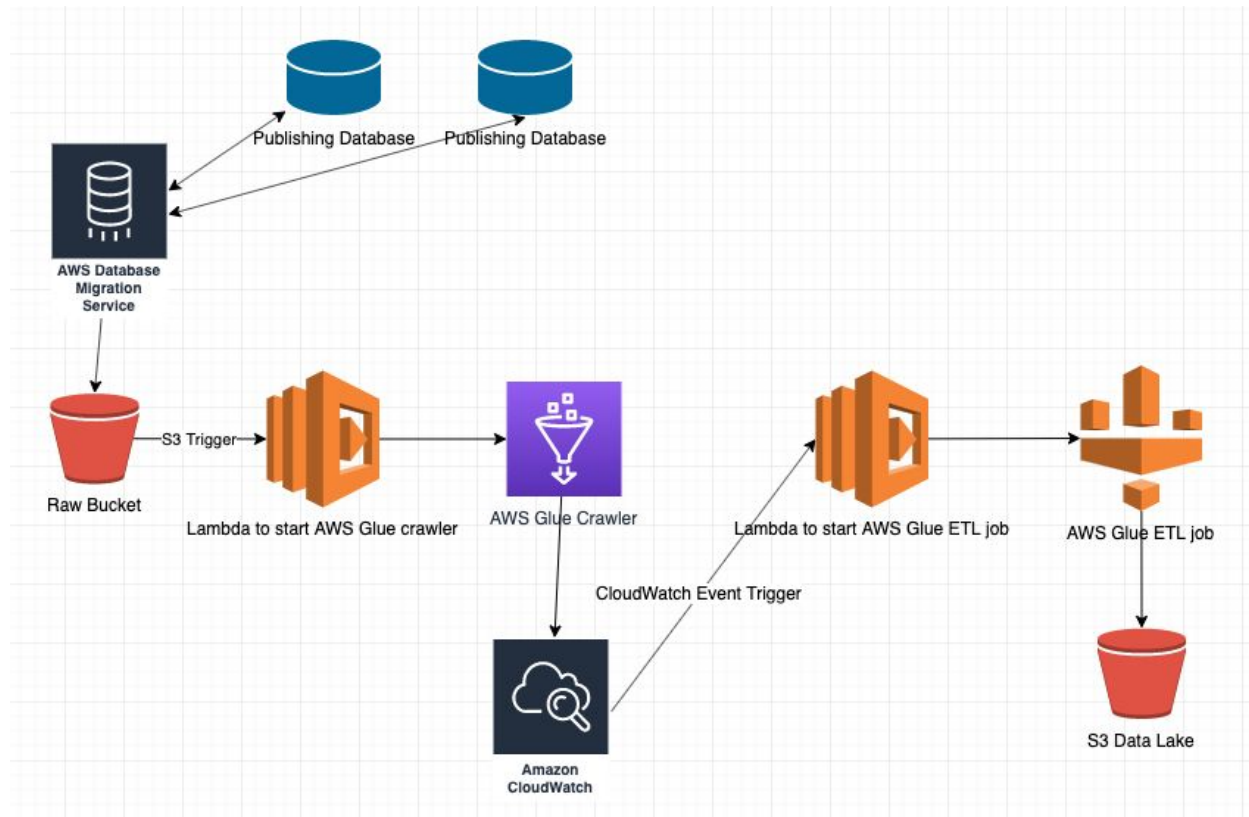 Publishing Database
Publishing Database
AWS Database
Migration
Service
S3 Trigger
Raw Bucket
Lambda to start AWS Glue crawler
AWS Glue Crawler
Lambda to start AWS Glue ETL job
AWS Glue ETL job
CloudWatch Event Trigger
S3 Data Lake
Amazon
CloudWatch